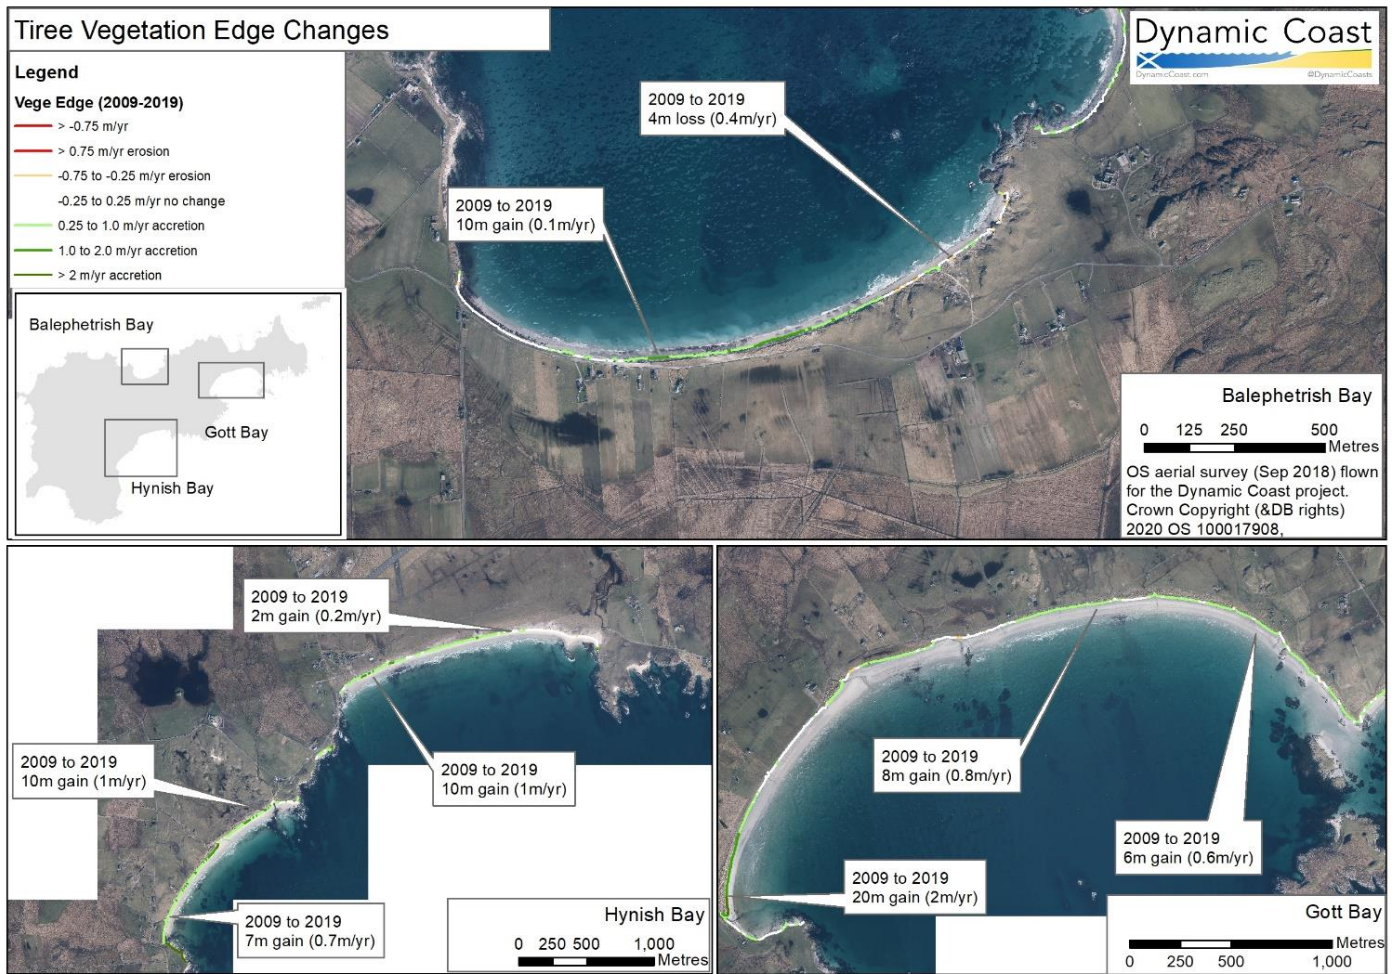 Tiree Vegetation Edge Changes
Legend
Vege Edge (2009-2019)
> -0.75 m/yr
> 0.75 m/yr erosion
-0.75 to -0.25 m/yr erosion
-0.25 to 0.25 m/yr no change
0.25 to 1.0 m/yr accretion
1.0 to 2.0 m/yr accretion
> 2 m/yr accretion
Balephetrish Bay
Gott Bay
Hynish Bay
2009 to 2019
4m loss (0.4m/yr)
2009 to 2019
10m gain (0.1m/yr)
Dynamic Coast
DynamicCoast.com
@DynamicCoasts
Balephetrish Bay
0 125 250 500
Metres
OS aerial survey (Sep 2018) flown
for the Dynamic Coast project.
Crown Copyright (&DB rights)
2020 OS 100017908,
2009 to 2019
2m gain (0.2m/yr)
2009 to 2019
10m gain (1m/yr)
2009 to 2019
10m gain (1m/yr)
2009 to 2019
7m gain (0.7m/yr)
Hynish Bay
0 250 500 1,000
Metres
2009 to 2019
8m gain (0.8m/yr)
2009 to 2019
6m gain (0.6m/yr)
2009 to 2019
20m gain (2m/yr)
Gott Bay
Metres
0 250 500 1,000